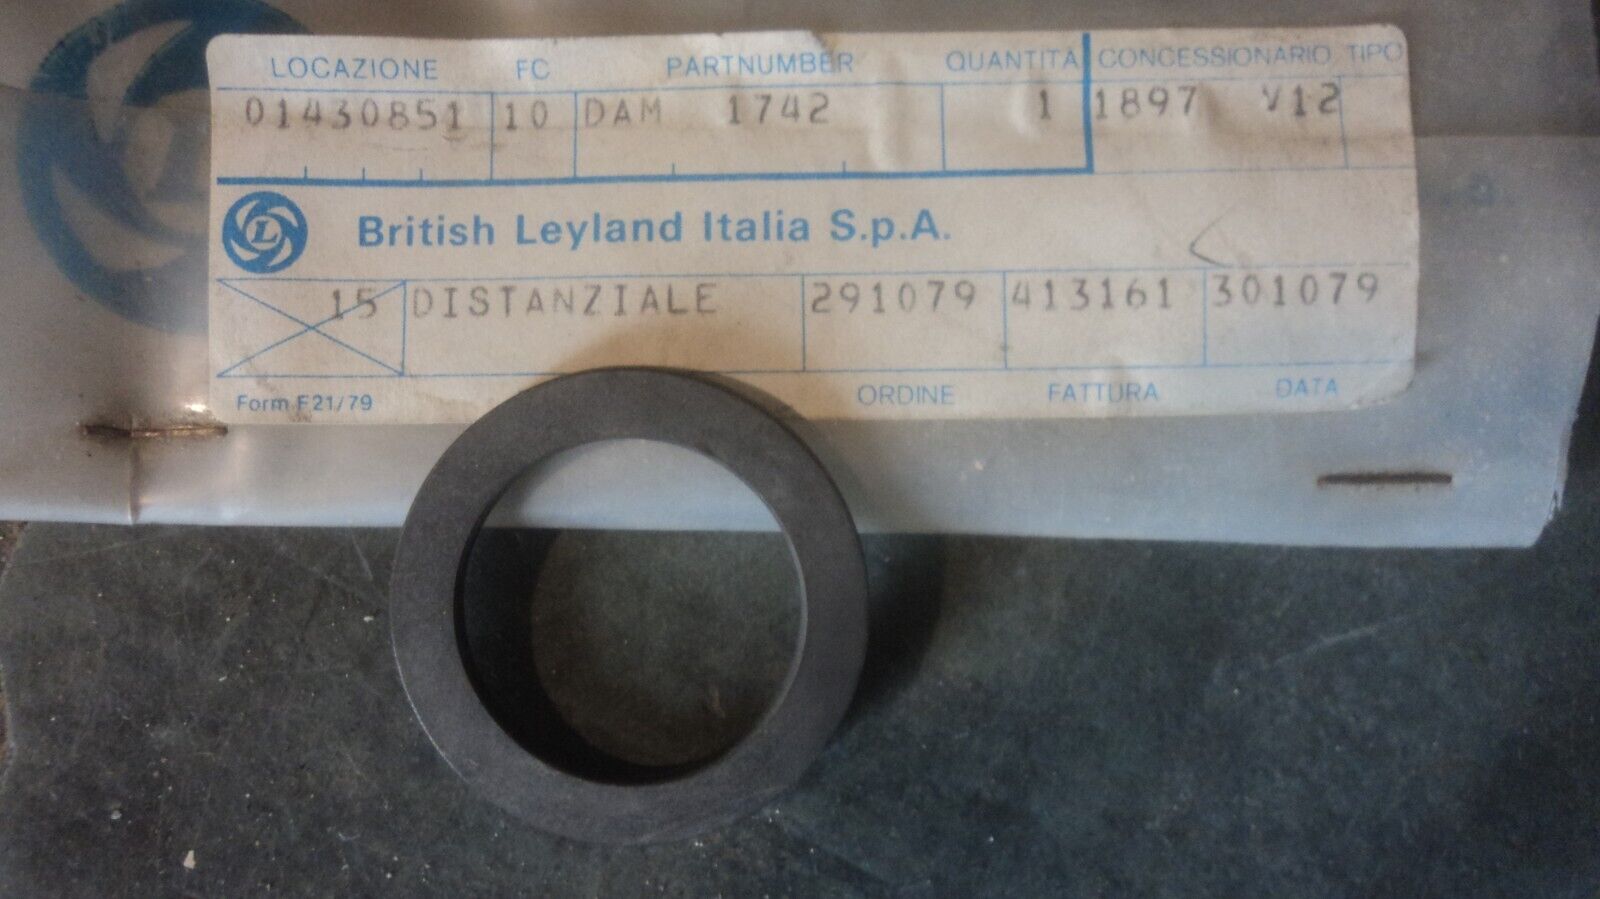 LOCAZIONE FC PARTNUMBER QUANTITA CONCESSIONARIO TIPO
01430851 10 DAM 1742 1 1897 V12
L British Leyland Italia S.p.A.
15 DISTANZIALE 291079 413161 301079
Form F21/79 ORDINE FATTURA DATA